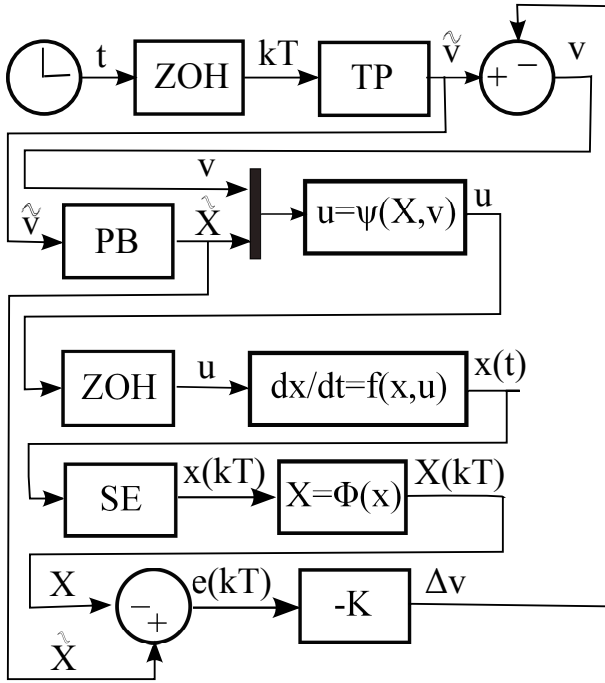 t ZOH kT TP ṽ + − v
v
ṽ PB X̃ u=ψ(X,v) u
ZOH u dx/dt=f(x,u) x(t)
SE x(kT) X=Φ(x) X(kT)
X − + e(kT) -K Δv
X̃